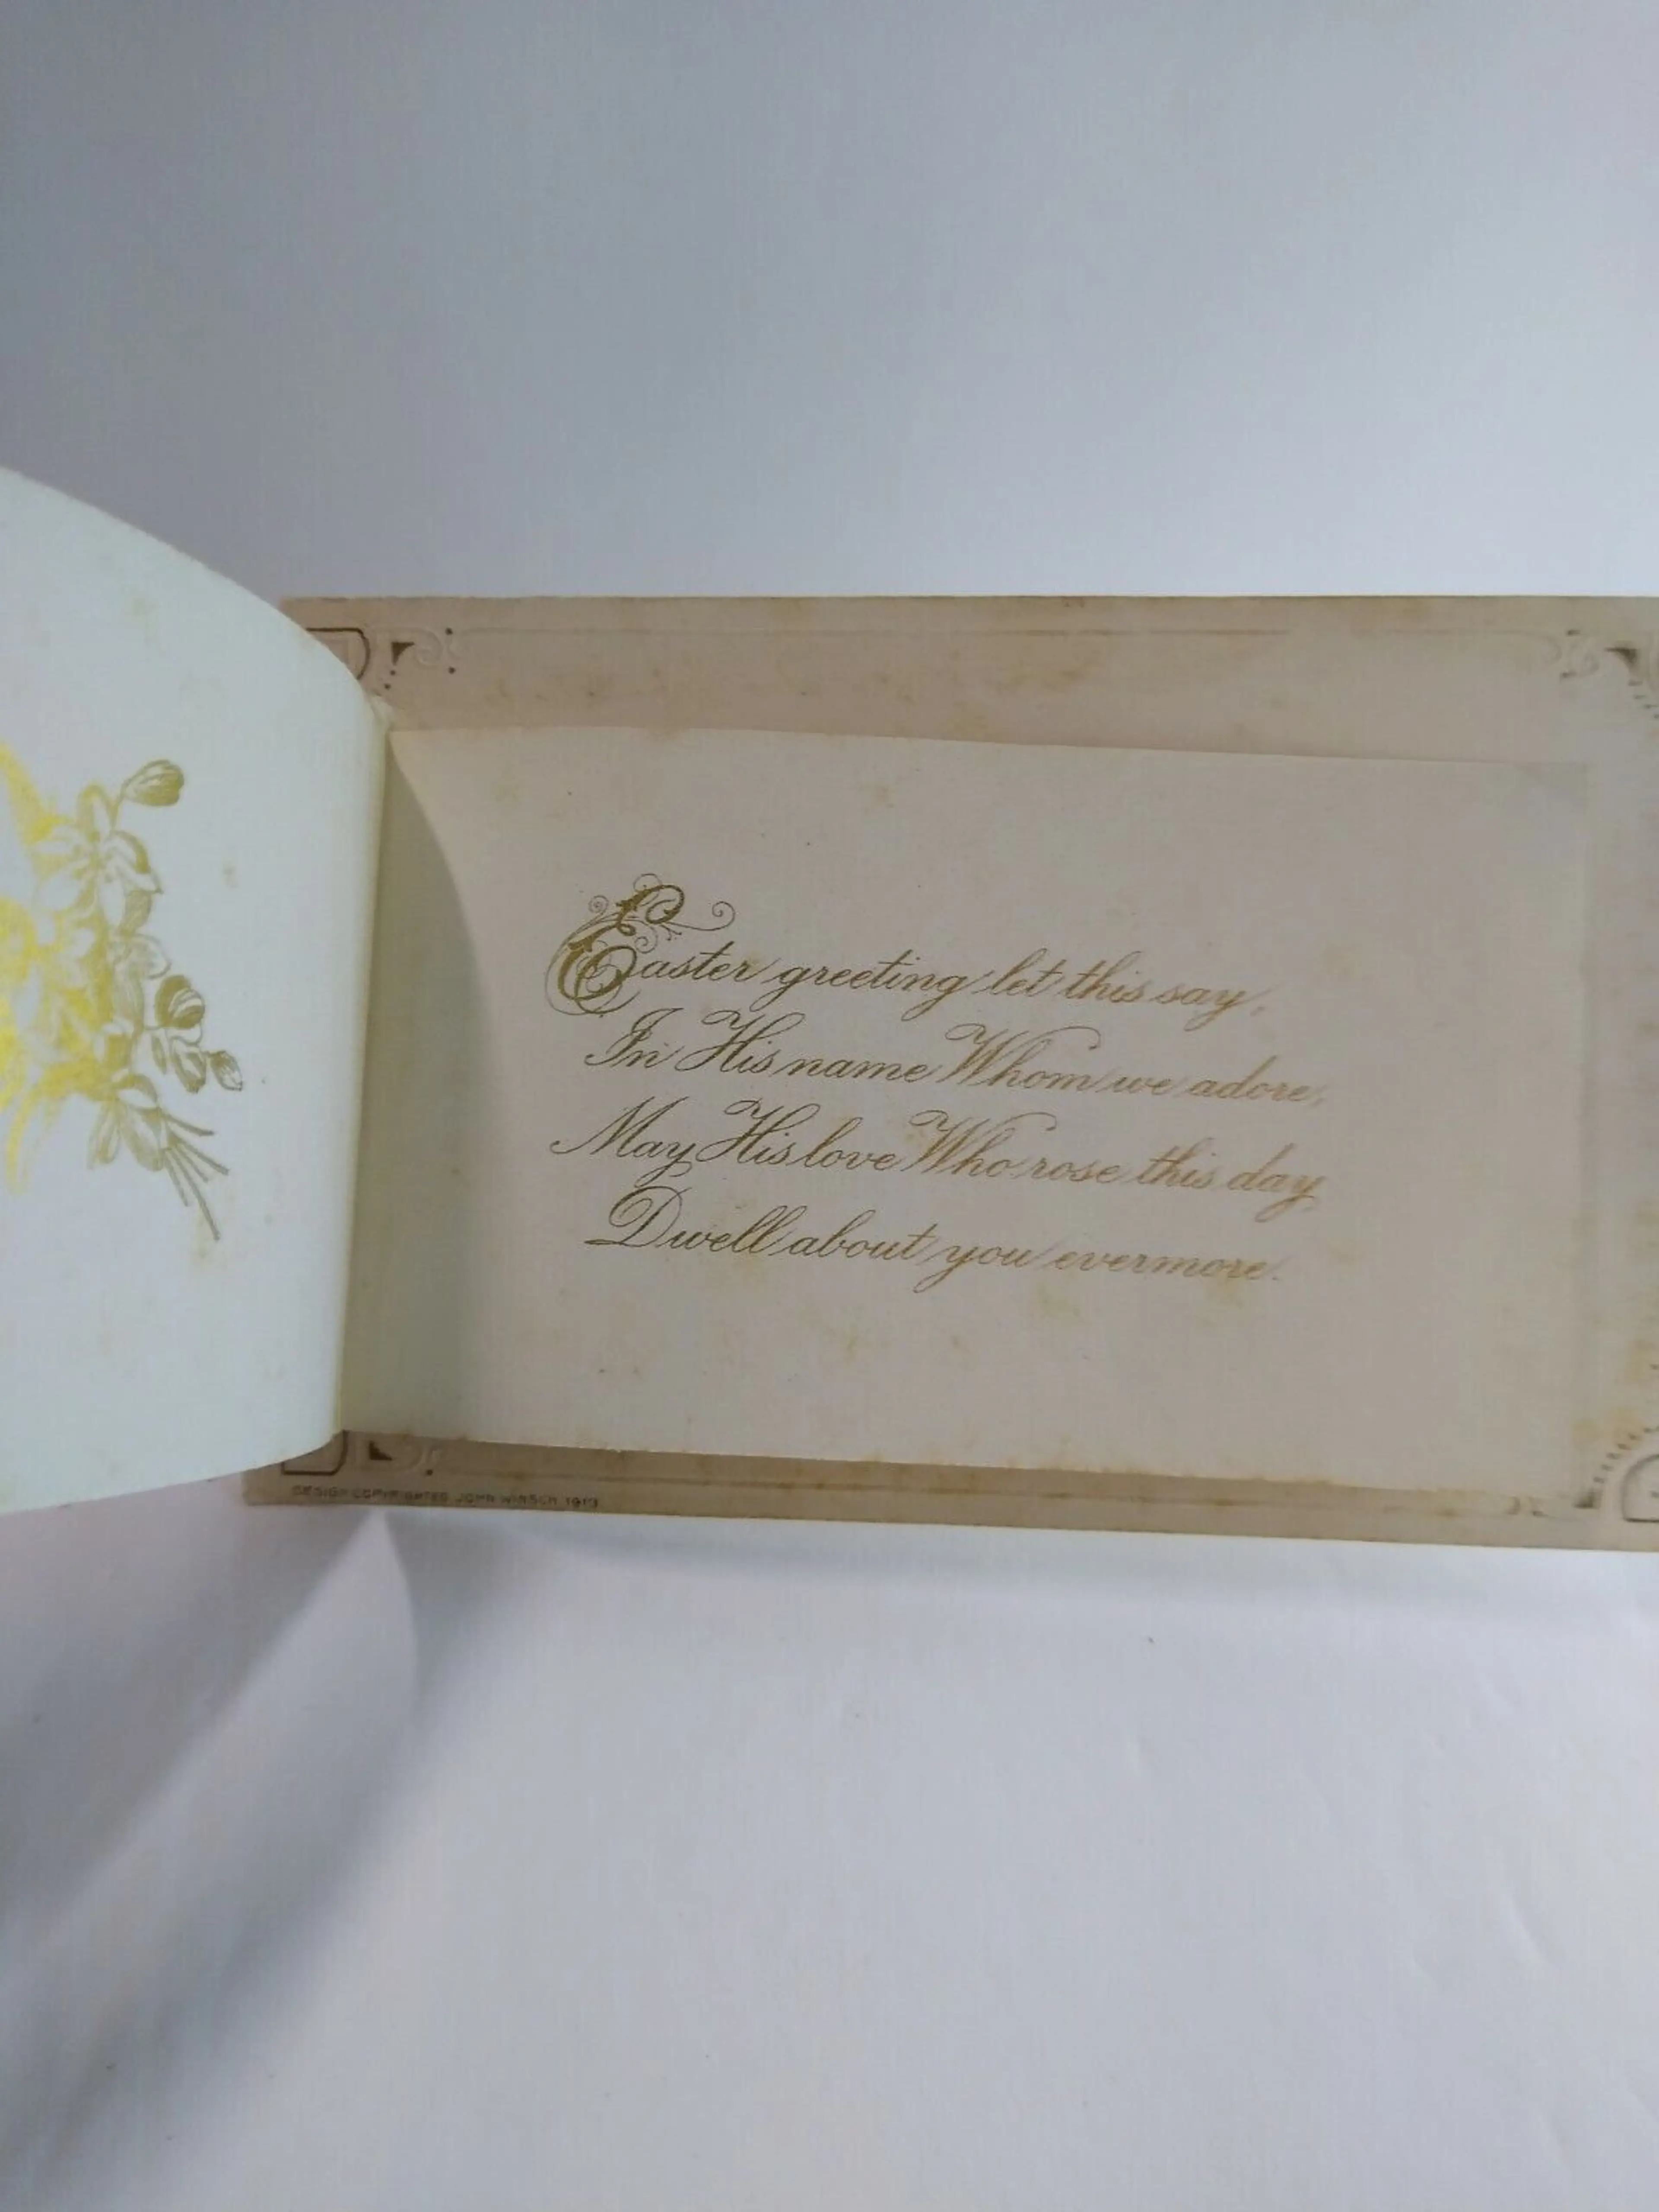 Easter greeting let this say,
In His name Whom we adore,
May His love Who rose this day,
Dwell about you evermore.
DESIGN COPYRIGHTED JOHN WINSCH 1913